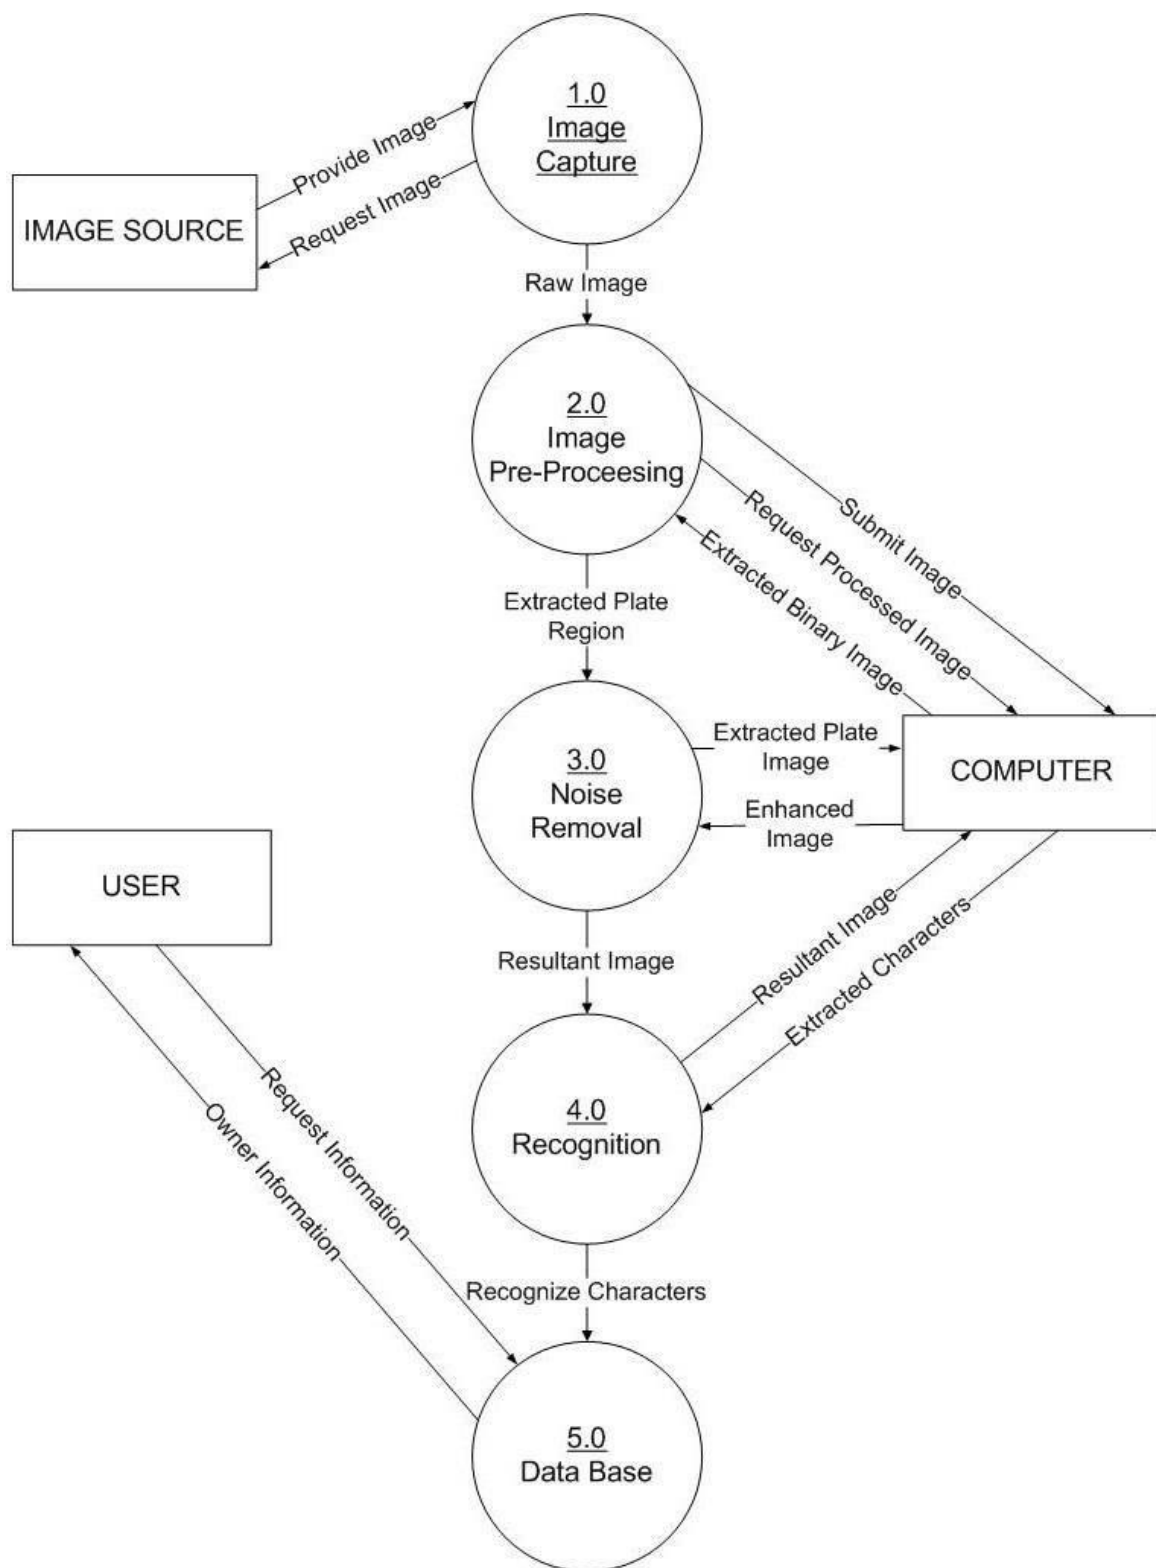 1.0
Image
Capture
Provide Image
Request Image
IMAGE SOURCE
Raw Image
2.0
Image
Pre-Proceesing
Submit Image
Request Processed Image
Extracted Binary Image
Extracted Plate
Region
3.0
Noise
Removal
Extracted Plate
Image
COMPUTER
Enhanced
Image
USER
Resultant Image
Resultant Image
Extracted Characters
4.0
Recognition
Request Information
Owner Information
Recognize Characters
5.0
Data Base